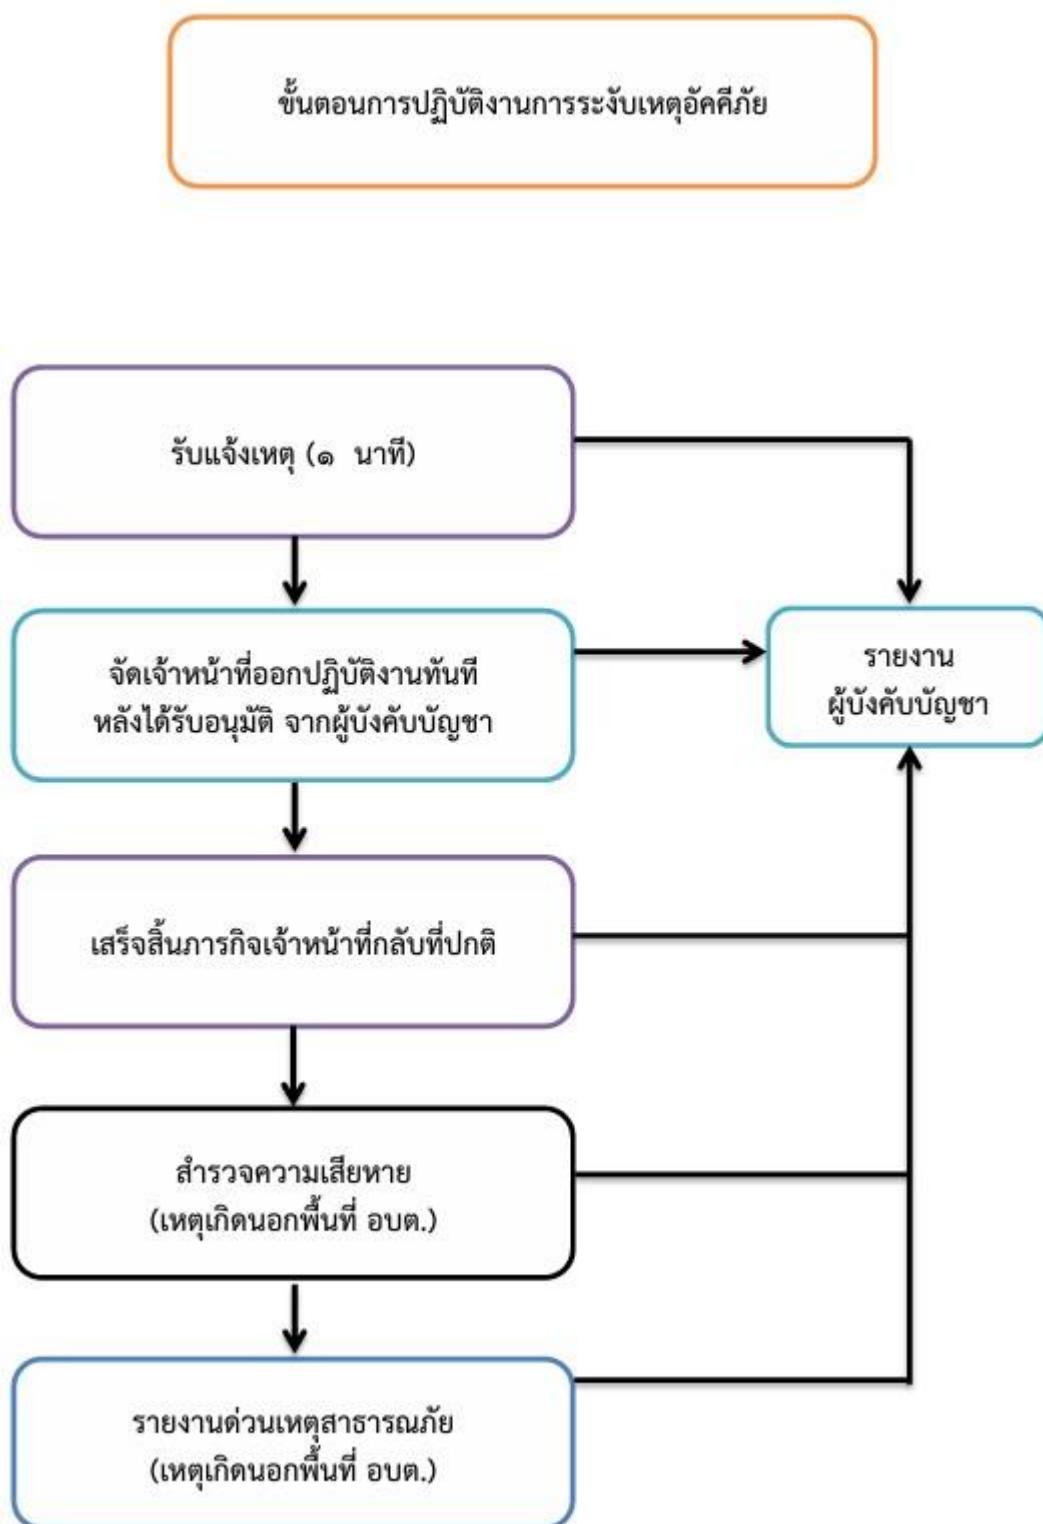 ขั้นตอนการปฏิบัติงานการระงับเหตุอัคคีภัย
รับแจ้งเหตุ (๑ นาที)
จัดเจ้าหน้าที่ออกปฏิบัติงานทันที
หลังได้รับอนุมัติ จากผู้บังคับบัญชา
รายงาน
ผู้บังคับบัญชา
เสร็จสิ้นภารกิจเจ้าหน้าที่กลับที่ปกติ
สำรวจความเสียหาย
(เหตุเกิดนอกพื้นที่ อบต.)
รายงานด่วนเหตุสาธารณภัย
(เหตุเกิดนอกพื้นที่ อบต.)